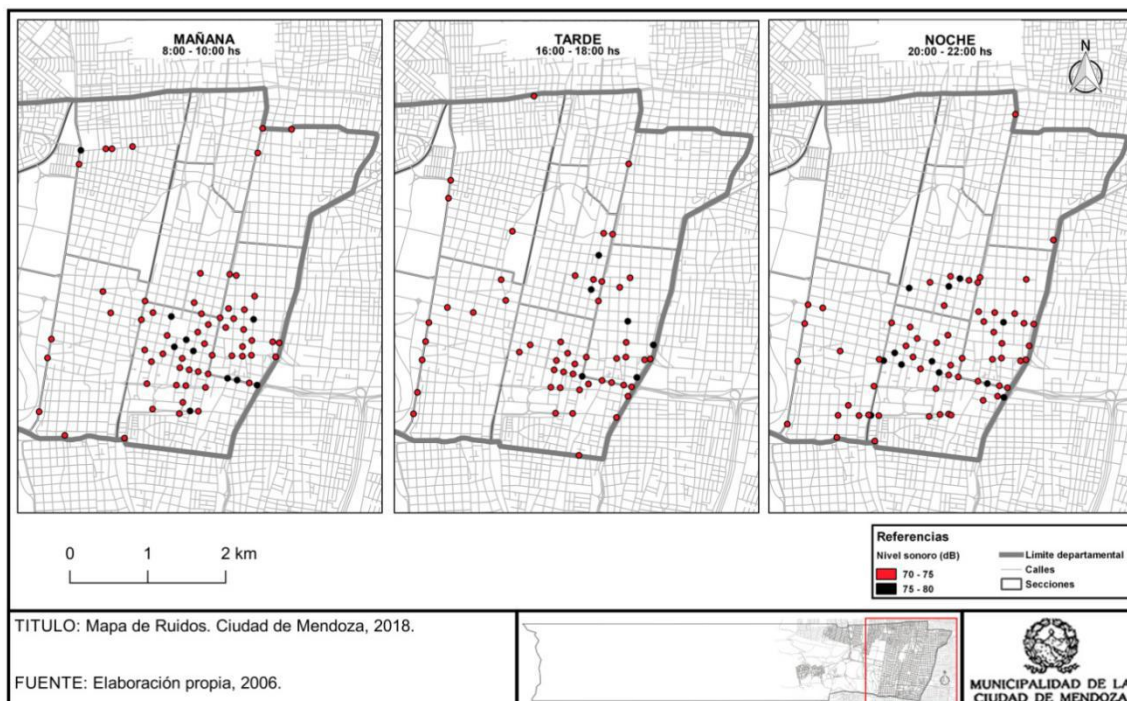 MAÑANA
8:00 - 10:00 hs
TARDE
16:00 - 18:00 hs
NOCHE
20:00 - 22:00 hs
N
0 1 2 km
Referencias
Nivel sonoro (dB)
70 - 75
75 - 80
Limite departamental
Calles
Secciones
TITULO: Mapa de Ruidos. Ciudad de Mendoza, 2018.
FUENTE: Elaboración propia, 2006.
MUNICIPALIDAD DE LA
CIUDAD DE MENDOZA